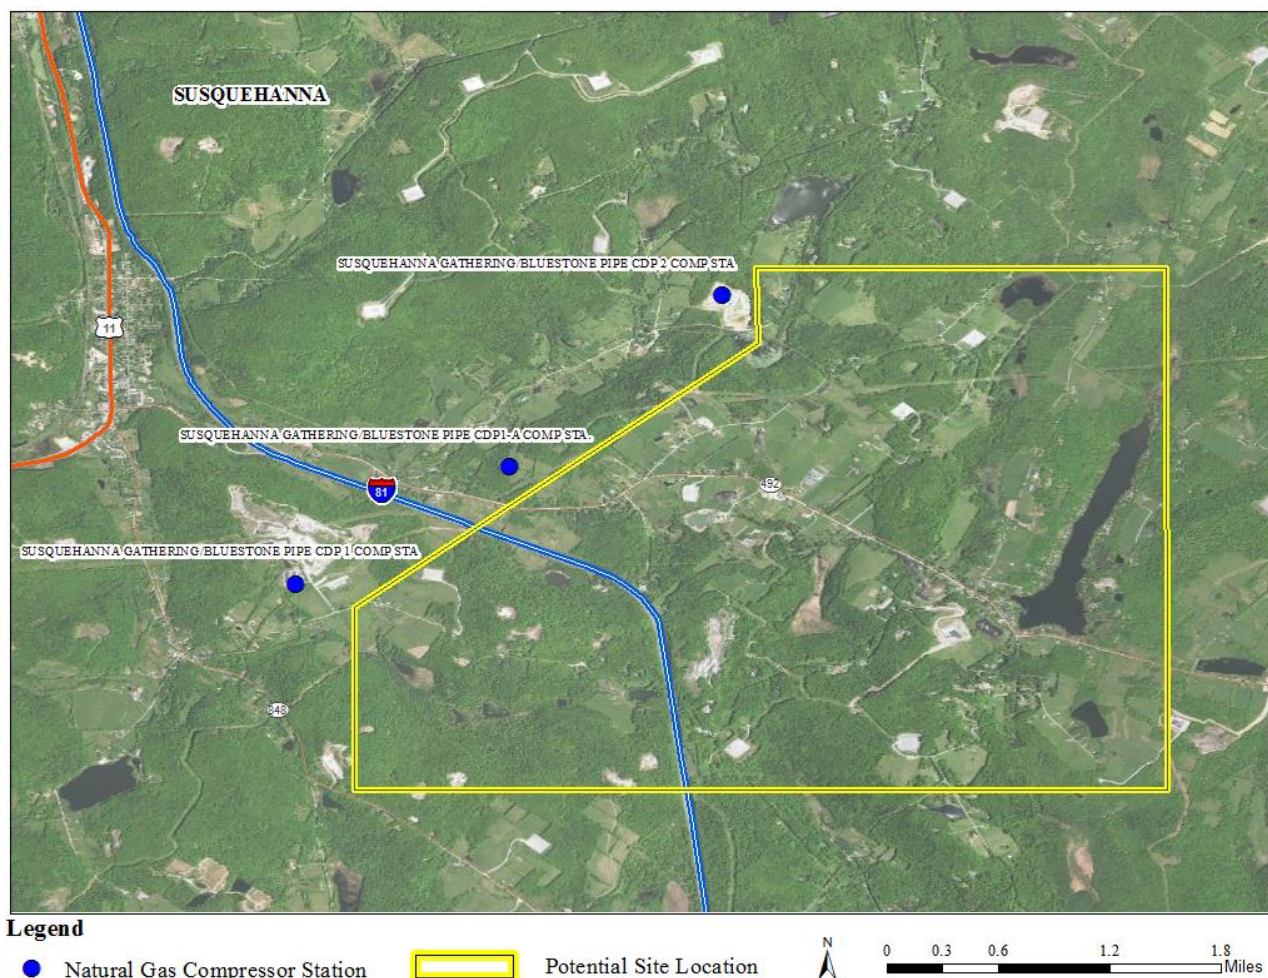 SUSQUEHANNA
SUSQUEHANNA GATHERING/BLUESTONE PIPE CDP 2 COMP STA
11
SUSQUEHANNA GATHERING/BLUESTONE PIPE CDP1-A COMP STA.
81
492
SUSQUEHANNA GATHERING/BLUESTONE PIPE CDP 1 COMP STA
848
Legend
Natural Gas Compressor Station
Potential Site Location
N
0 0.3 0.6 1.2 1.8
Miles